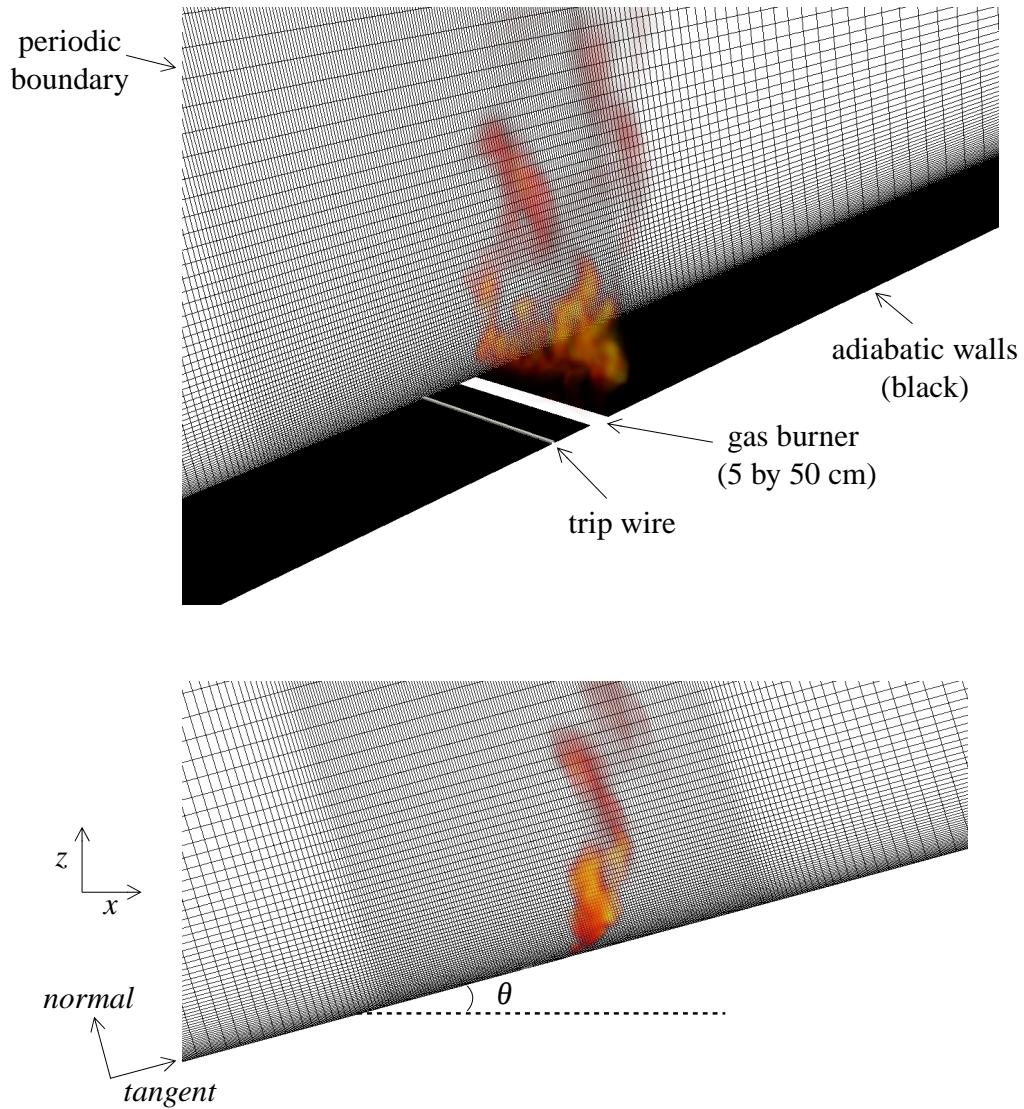 periodic
boundary
adiabatic walls
(black)
gas burner
(5 by 50 cm)
trip wire
z
x
normal
θ
tangent